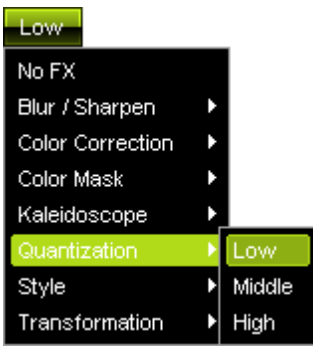 Low
No FX
Blur / Sharpen
Color Correction
Color Mask
Kaleidoscope
Quantization
Low
Style
Middle
Transformation
High